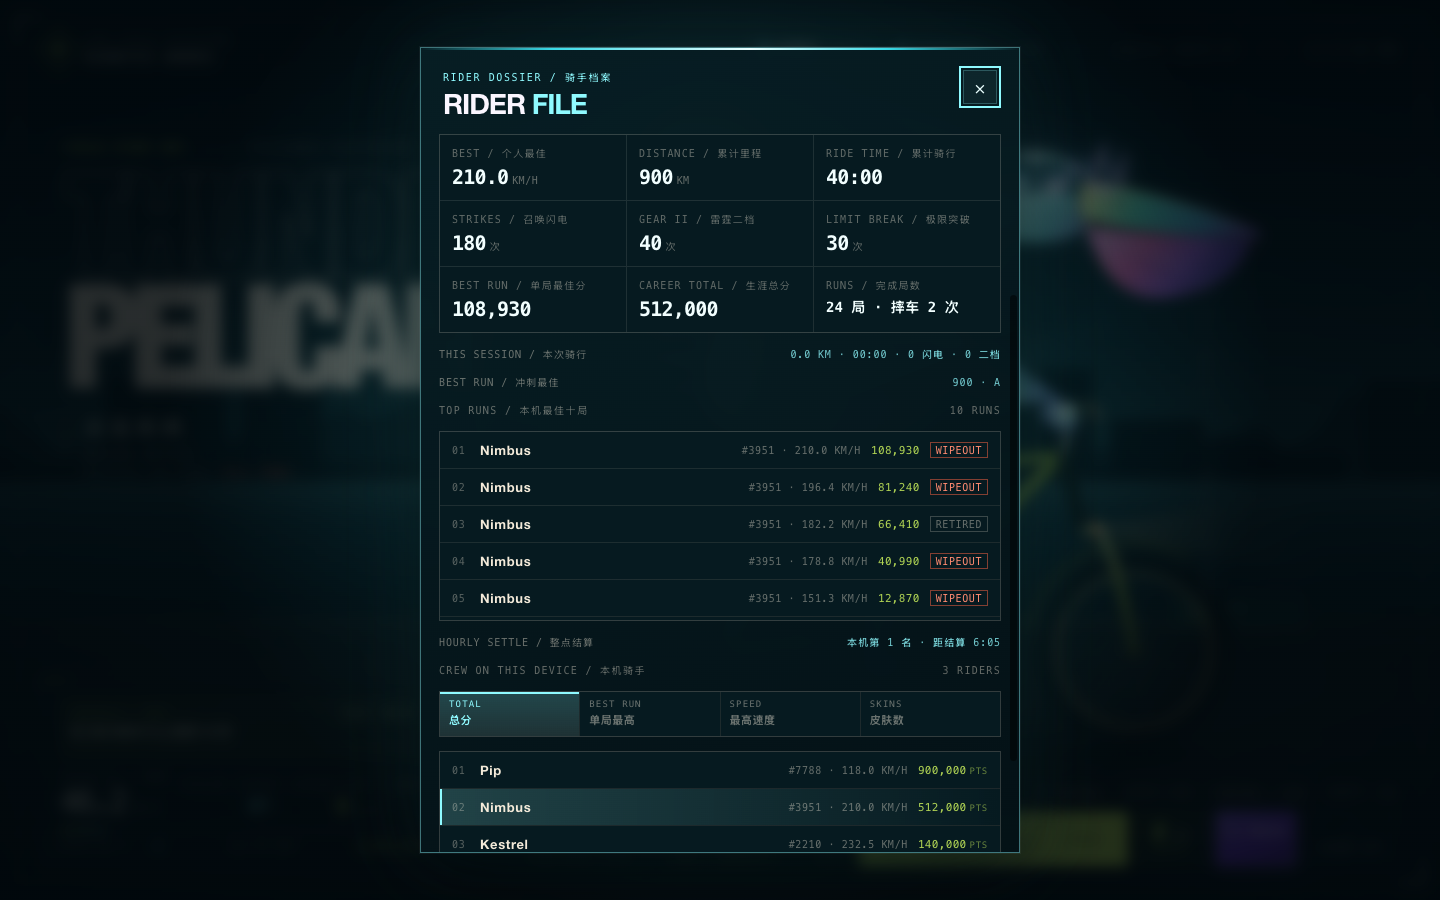 RIDER DOSSIER / 骑手档案
RIDER FILE
×
BEST / 个人最佳
210.0 KM/H
DISTANCE / 累计里程
900 KM
RIDE TIME / 累计骑行
40:00
STRIKES / 召唤闪电
180 次
GEAR II / 雷霆二档
40 次
LIMIT BREAK / 极限突破
30 次
BEST RUN / 单局最佳分
108,930
CAREER TOTAL / 生涯总分
512,000
RUNS / 完成局数
24 局 · 摔车 2 次
THIS SESSION / 本次骑行 0.0 KM · 00:00 · 0 闪电 · 0 二档
BEST RUN / 冲刺最佳 900 · A
TOP RUNS / 本机最佳十局 10 RUNS
01 Nimbus #3951 · 210.0 KM/H 108,930 WIPEOUT
02 Nimbus #3951 · 196.4 KM/H 81,240 WIPEOUT
03 Nimbus #3951 · 182.2 KM/H 66,410 RETIRED
04 Nimbus #3951 · 178.8 KM/H 40,990 WIPEOUT
05 Nimbus #3951 · 151.3 KM/H 12,870 WIPEOUT
HOURLY SETTLE / 整点结算 本机第 1 名 · 距结算 6:05
CREW ON THIS DEVICE / 本机骑手 3 RIDERS
TOTAL
总分
BEST RUN
单局最高
SPEED
最高速度
SKINS
皮肤数
01 Pip #7788 · 118.0 KM/H 900,000 PTS
02 Nimbus #3951 · 210.0 KM/H 512,000 PTS
03 Kestrel #2210 · 232.5 KM/H 140,000 PTS